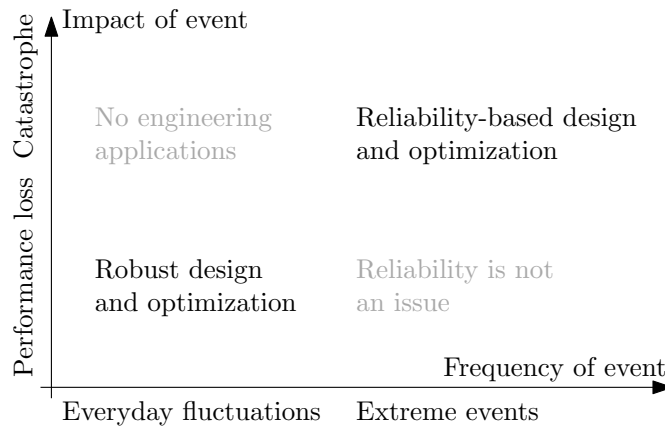 Impact of event
Catastrophe
No engineering
applications
Reliability-based design
and optimization
Performance loss
Robust design
and optimization
Reliability is not
an issue
Frequency of event
Everyday fluctuations
Extreme events